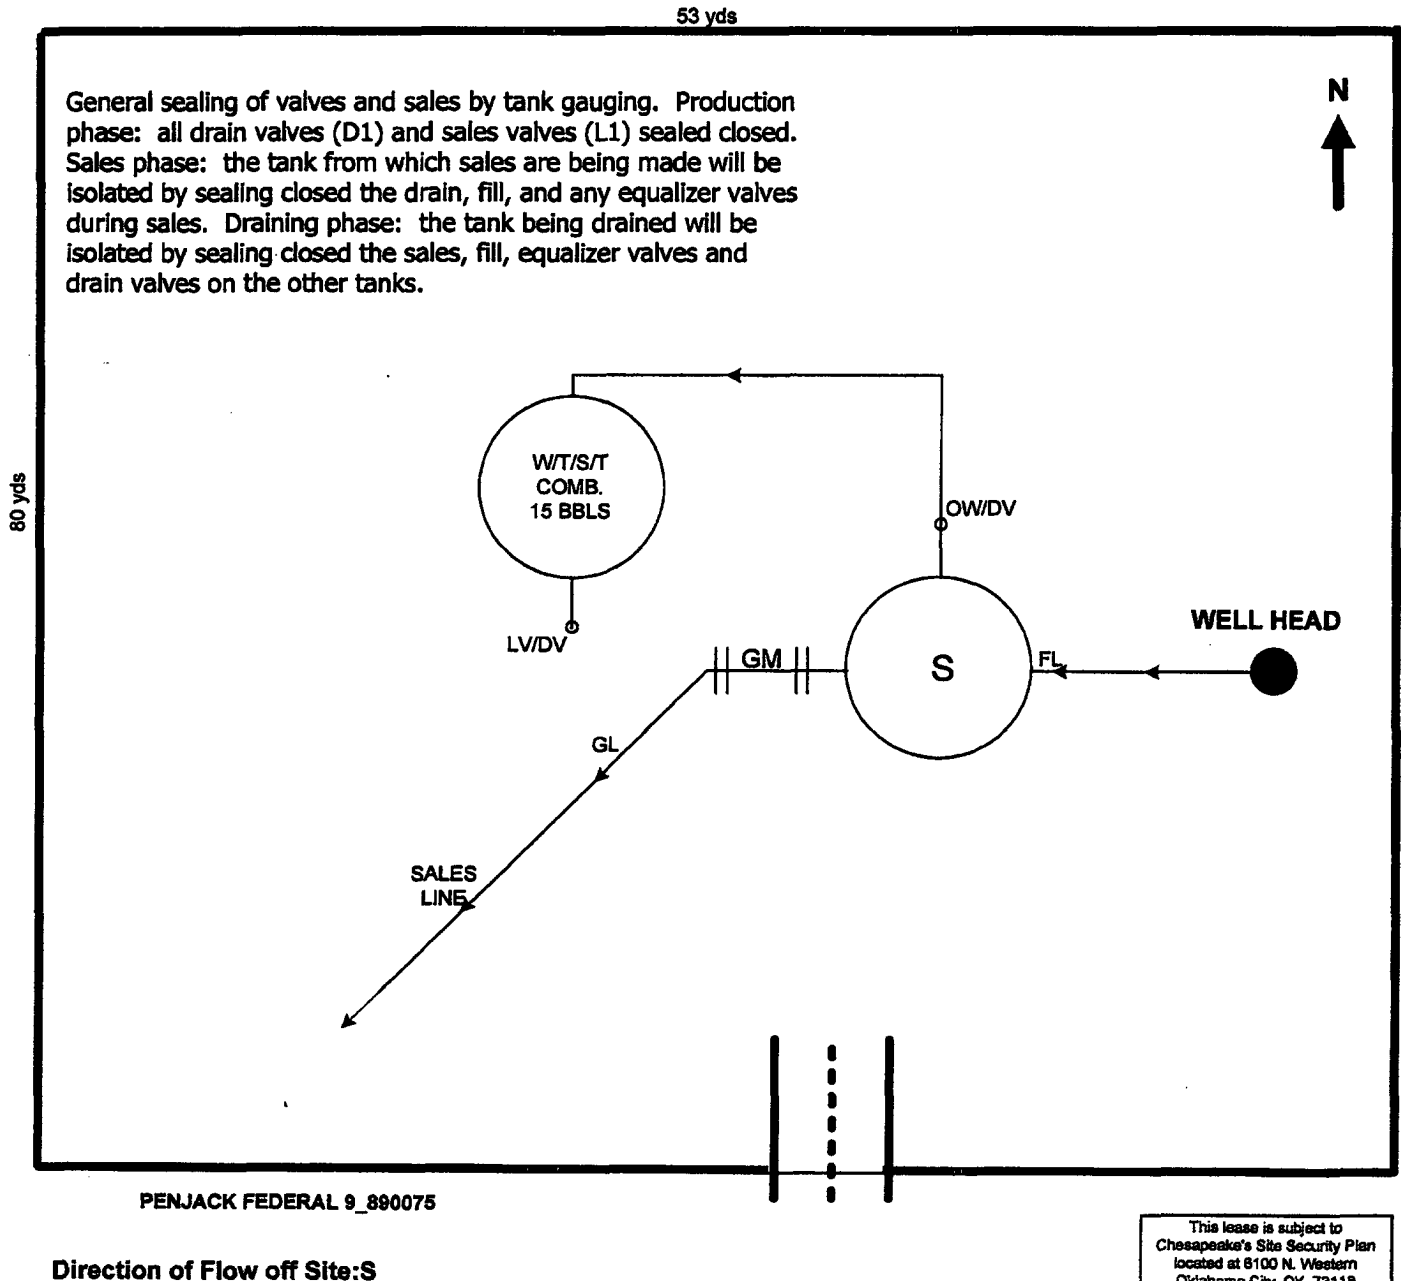 53 yds
General sealing of valves and sales by tank gauging. Production
phase: all drain valves (D1) and sales valves (L1) sealed closed.
Sales phase: the tank from which sales are being made will be
isolated by sealing closed the drain, fill, and any equalizer valves
during sales. Draining phase: the tank being drained will be
isolated by sealing closed the sales, fill, equalizer valves and
drain valves on the other tanks.
N
80 yds
W/T/S/T
COMB.
15 BBLS
OW/DV
LV/DV
GM
S
FL
WELL HEAD
GL
SALES
LINE
PENJACK FEDERAL 9_890075
Direction of Flow off Site:S
This lease is subject to
Chesapeake's Site Security Plan
located at 6100 N. Western
Oklahoma City, OK 73118